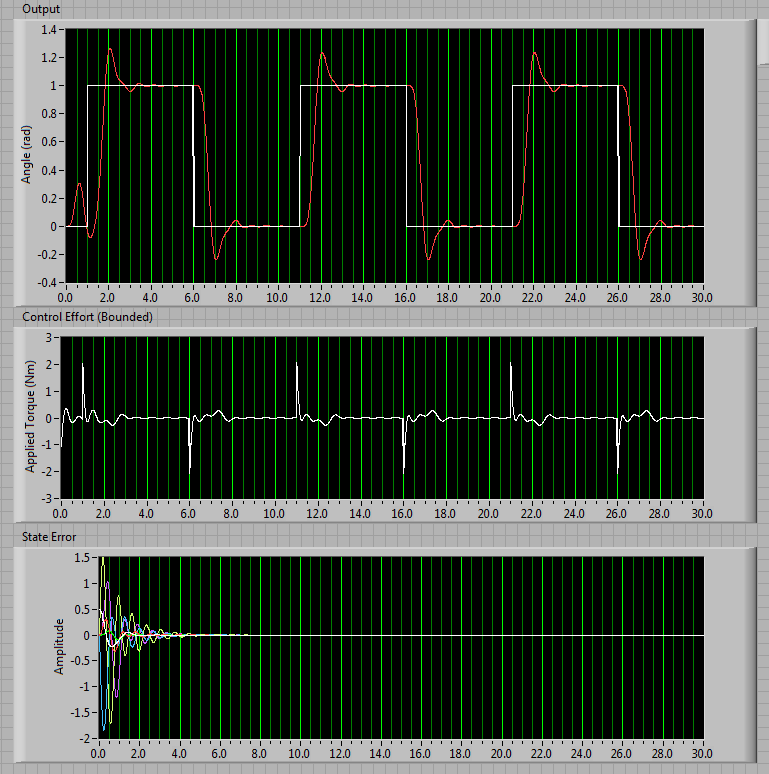 Output
Angle (rad)
1.4
1.2
1
0.8
0.6
0.4
0.2
0
-0.2
-0.4
0.0 2.0 4.0 6.0 8.0 10.0 12.0 14.0 16.0 18.0 20.0 22.0 24.0 26.0 28.0 30.0
Control Effort (Bounded)
Applied Torque (Nm)
3
2
1
0
-1
-2
-3
0.0 2.0 4.0 6.0 8.0 10.0 12.0 14.0 16.0 18.0 20.0 22.0 24.0 26.0 28.0 30.0
State Error
Amplitude
1.5
1
0.5
0
-0.5
-1
-1.5
-2
0.0 2.0 4.0 6.0 8.0 10.0 12.0 14.0 16.0 18.0 20.0 22.0 24.0 26.0 28.0 30.0